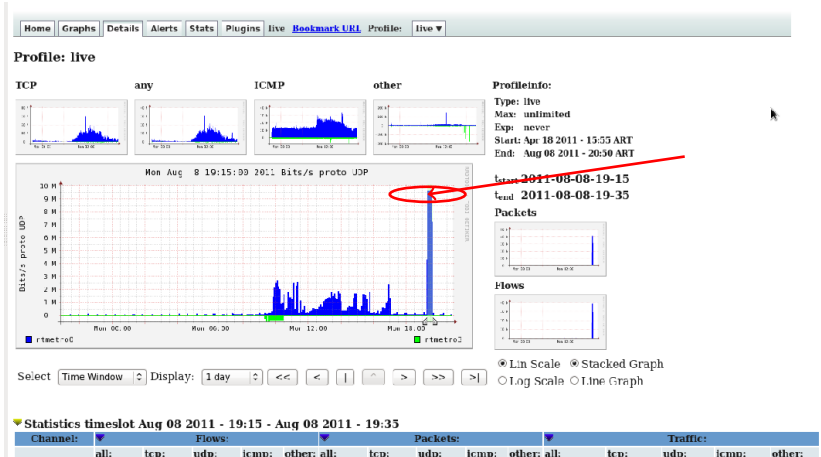 Home Graphs Details Alerts Stats Plugins live Bookmark URL Profile: live ▼
Profile: live
TCP any ICMP other Profileinfo:
Type: live
Max: unlimited
Exp: never
Start: Apr 18 2011 - 15:55 ART
End: Aug 08 2011 - 20:50 ART
tstart 2011-08-08-19-15
tend 2011-08-08-19-35
Packets
Flows
Mon Aug 8 19:15:00 2011 Bits/s proto UDP
Bits/s proto UDP
10 M
9 M
8 M
7 M
6 M
5 M
4 M
3 M
2 M
1 M
0
Mon 00:00 Mon 06:00 Mon 12:00 Mon 18:00
rtmetro0 rtmetro3
Lin Scale Stacked Graph
Log Scale Line Graph
Select Time Window Display: 1 day << < | ^ > >> >|
Statistics timeslot Aug 08 2011 - 19:15 - Aug 08 2011 - 19:35
Channel: Flows: Packets: Traffic:
all: tcp: udp: icmp: other: all: tcp: udp: icmp: other: all: tcp: udp: icmp: other: